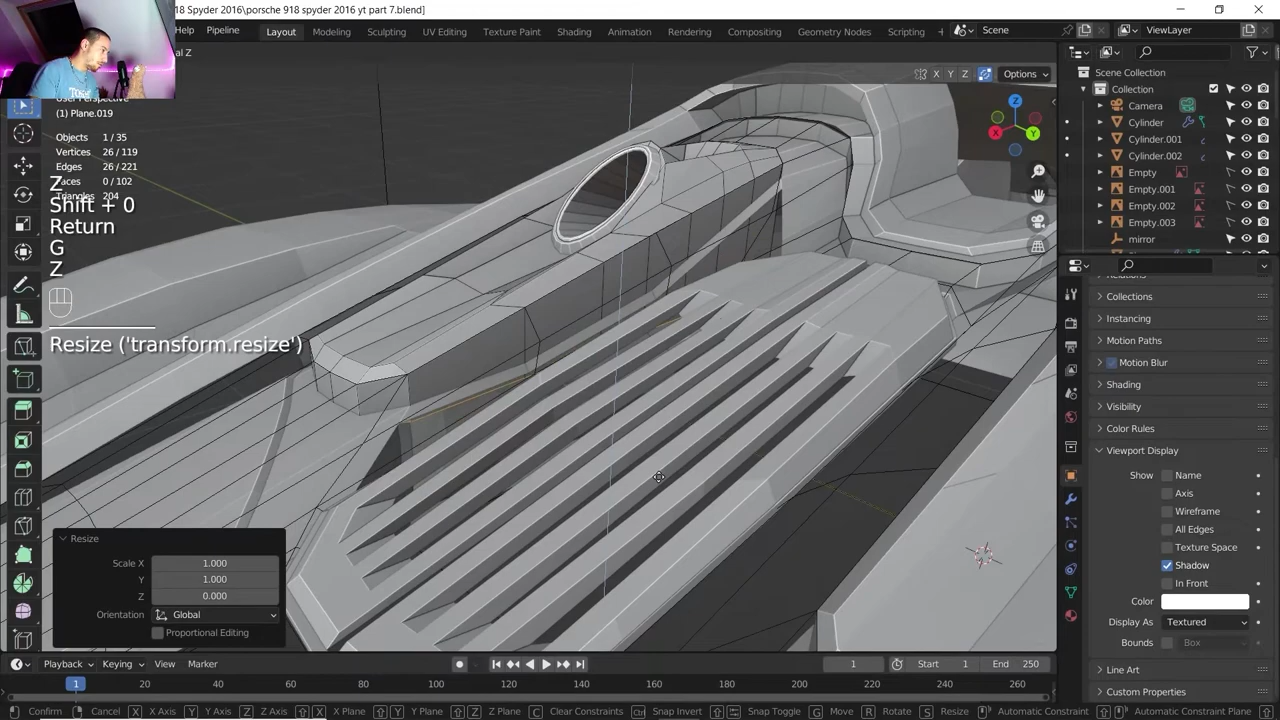 18 Spyder 2016\porsche 918 spyder 2016 yt part 7.blend]
Help Pipeline Layout Modeling Sculpting UV Editing Texture Paint Shading Animation Rendering Compositing Geometry Nodes Scripting + Scene ViewLayer
al Z
X Y Z Options
User Perspective
(1) Plane.019
Objects 1 / 35
Vertices 26 / 119
Edges 26 / 221
Faces 0 / 102
Triangles 204
Z
Shift + 0
Return
G
Z
Resize ('transform.resize')
Resize
Scale X 1.000
Y 1.000
Z 0.000
Orientation Global
Proportional Editing
X Y Z
Scene Collection
Collection
Camera
Cylinder
Cylinder.001
Cylinder.002
Empty
Empty.001
Empty.002
Empty.003
mirror
Relations
Collections
Instancing
Motion Paths
Motion Blur
Shading
Visibility
Color Rules
Viewport Display
Show Name
Axis
Wireframe
All Edges
Texture Space
Shadow
In Front
Color
Display As Textured
Bounds Box
Line Art
Custom Properties
Playback Keying View Marker 1 Start 1 End 250
1 20 40 60 80 100 120 140 160 180 200 220 240 260
Confirm Cancel X X Axis Y Y Axis Z Z Axis X X Plane Y Y Plane Z Z Plane C Clear Constraints Snap Invert Snap Toggle G Move R Rotate S Resize Automatic Constraint Automatic Constraint Plane